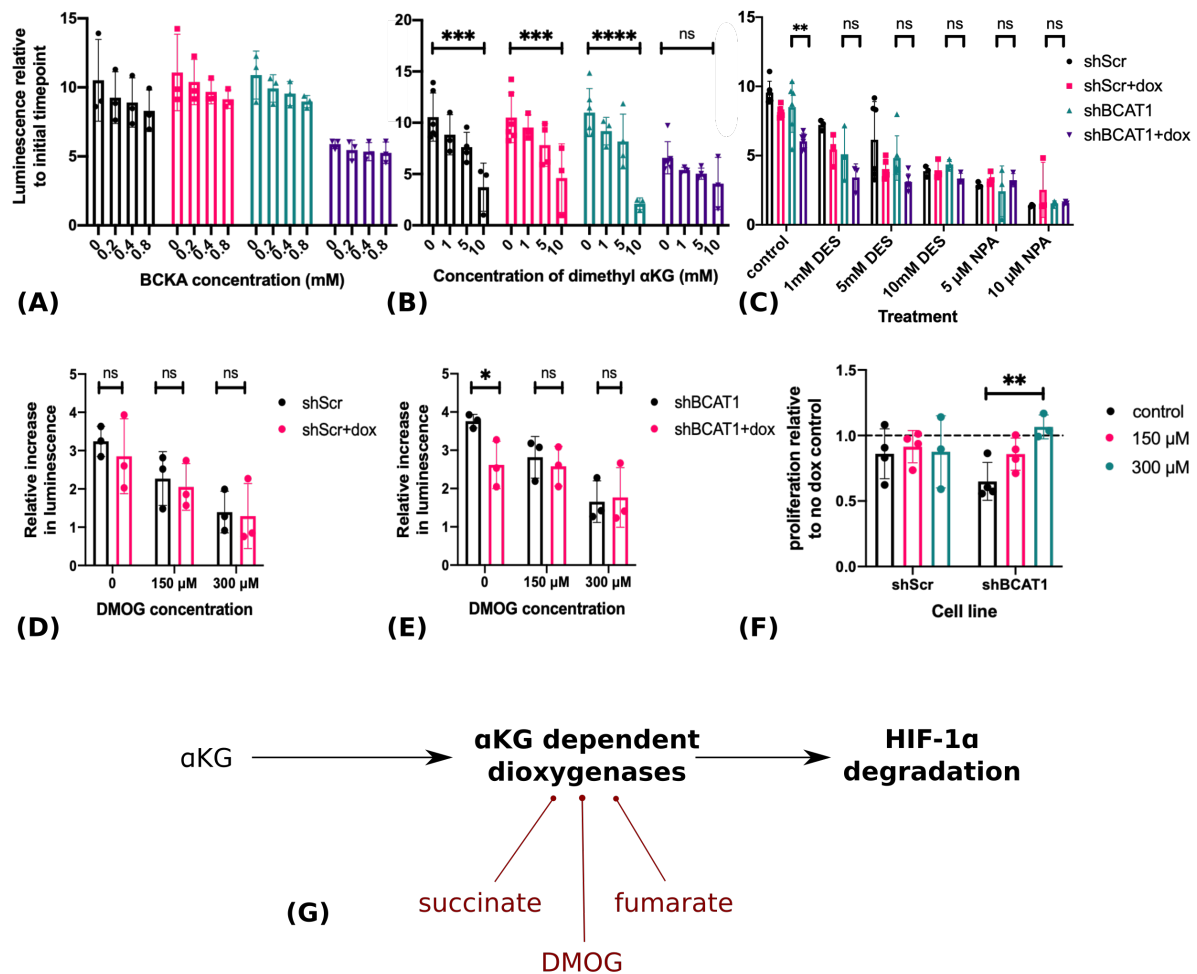 Luminescence relative
to initial timepoint
15
10
5
0
0
0.2
0.4
0.8
0
0.2
0.4
0.8
0
0.2
0.4
0.8
0
0.2
0.4
0.8
BCKA concentration (mm)
(A)
20
15
10
5
0
***
***
****
ns
0
1
5
10
0
1
5
10
0
1
5
10
0
1
5
10
Concentration of dimethyl αKG (mM)
(B)
15
10
5
0
**
ns
ns
ns
ns
ns
shScr
shScr+dox
shBCAT1
shBCAT1+dox
control
1mM DES
5mM DES
10mM DES
5 µM NPA
10 µM NPA
Treatment
(C)
Relative increase
in luminescence
5
4
3
2
1
0
ns
ns
ns
shScr
shScr+dox
0
150 µM
300 µM
DMOG concentration
(D)
Relative increase
in luminescence
5
4
3
2
1
0
*
ns
ns
shBCAT1
shBCAT1+dox
0
150 µM
300 µM
DMOG concentration
(E)
proliferation relative
to no dox control
1.5
1.0
0.5
0.0
**
control
150 µM
300 µM
shScr
shBCAT1
Cell line
(F)
αKG
αKG dependent
dioxygenases
HIF-1α
degradation
succinate
fumarate
DMOG
(G)